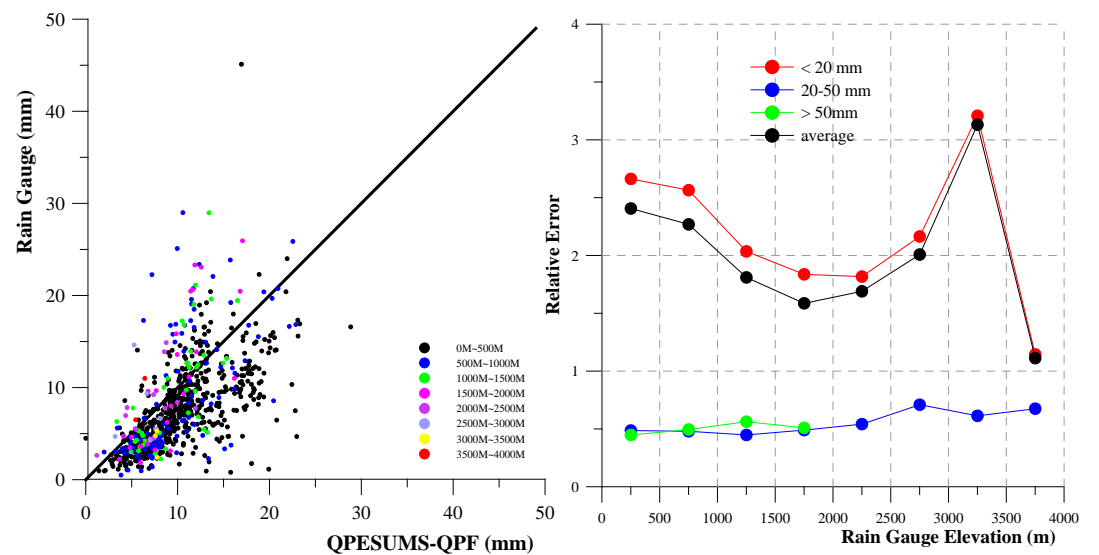 50
40
30
20
10
0
Rain Gauge (mm)
0M~500M
500M~1000M
1000M~1500M
1500M~2000M
2000M~2500M
2500M~3000M
3000M~3500M
3500M~4000M
0 10 20 30 40 50
QPESUMS-QPF (mm)
4
3
2
1
0
Relative Error
< 20 mm
20-50 mm
> 50mm
average
0 500 1000 1500 2000 2500 3000 3500 4000
Rain Gauge Elevation (m)